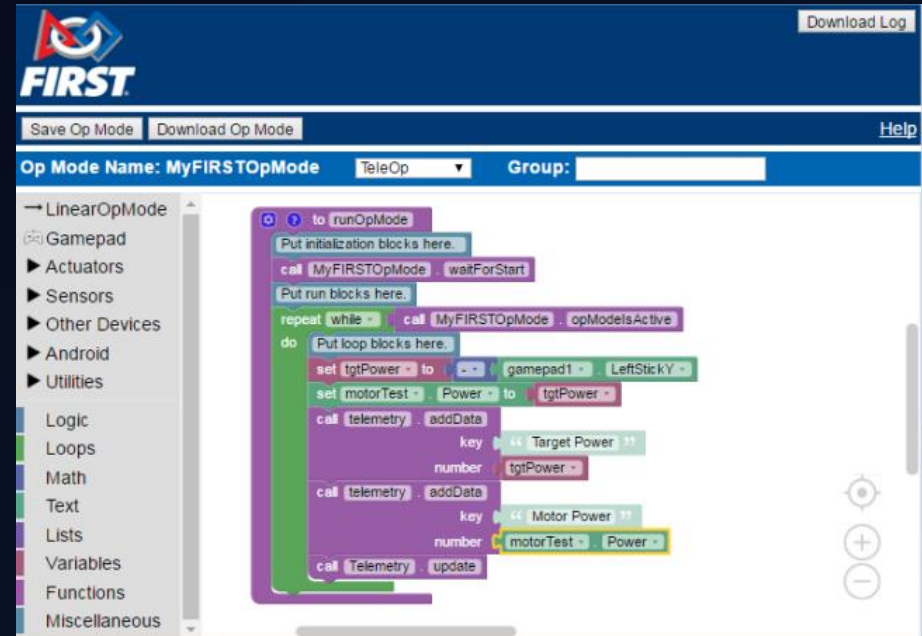 Download Log
FIRST
Save Op Mode Download Op Mode Help
Op Mode Name: MyFIRSTOpMode TeleOp Group:
LinearOpMode
Gamepad
Actuators
Sensors
Other Devices
Android
Utilities
Logic
Loops
Math
Text
Lists
Variables
Functions
Miscellaneous
? to runOpMode
Put initialization blocks here.
call MyFIRSTOpMode . waitForStart
Put run blocks here.
repeat while call MyFIRSTOpMode . opModeIsActive
do Put loop blocks here.
set tgtPower to - gamepad1 . LeftStickY
set motorTest . Power to tgtPower
call telemetry . addData
key “ Target Power ”
number tgtPower
call telemetry . addData
key “ Motor Power ”
number motorTest . Power
call Telemetry . update